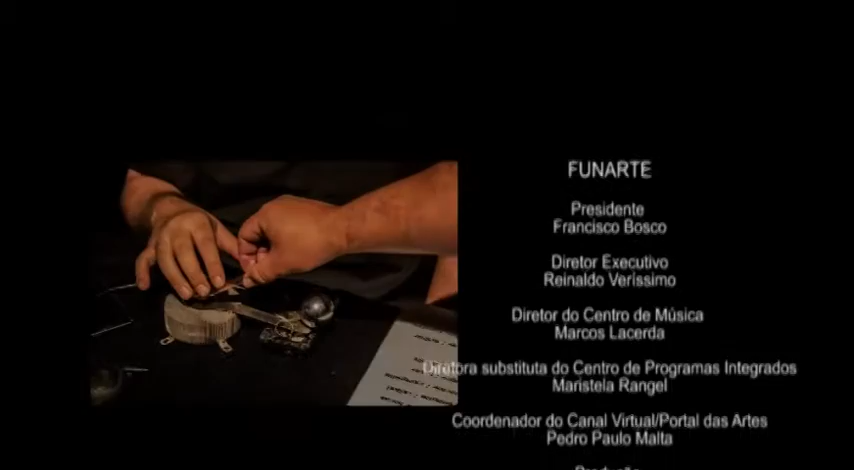 FUNARTE
Presidente
Francisco Bosco
Diretor Executivo
Reinaldo Veríssimo
Diretor do Centro de Música
Marcos Lacerda
Diretora substituta do Centro de Programas Integrados
Maristela Rangel
Coordenador do Canal Virtual/Portal das Artes
Pedro Paulo Malta
Produção